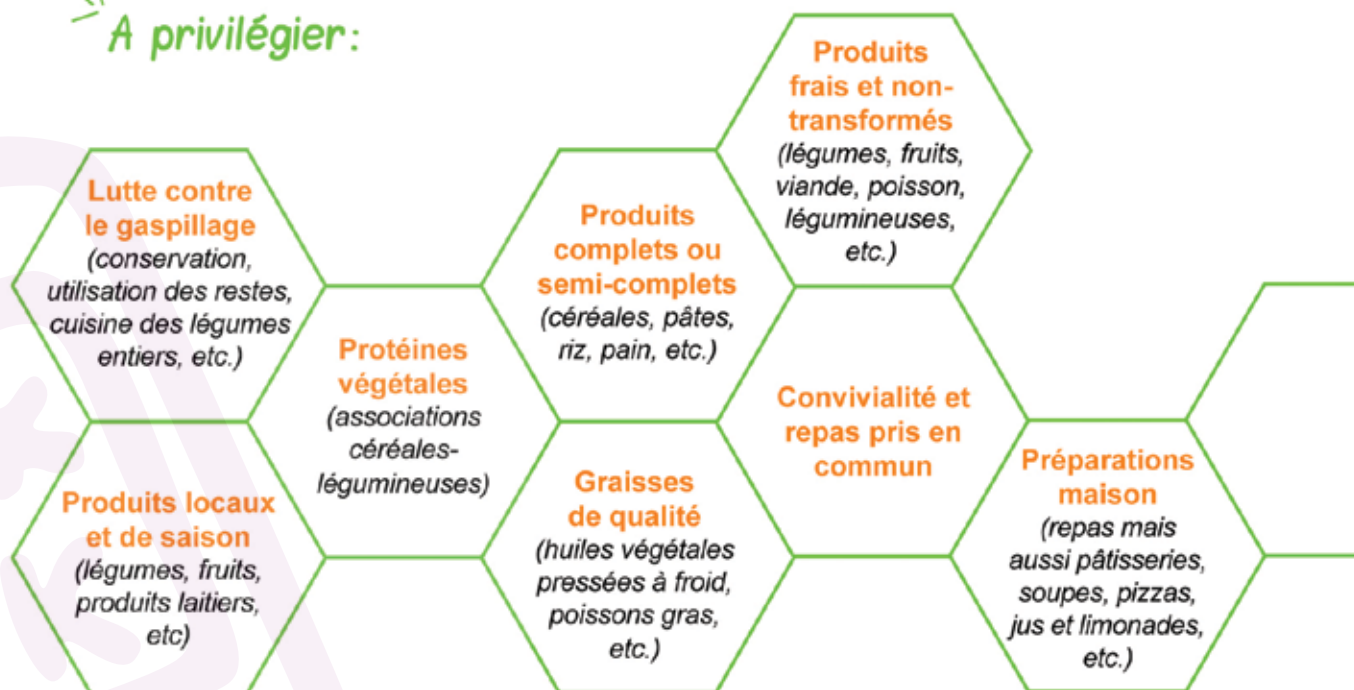 A privilégier:
Lutte contre
le gaspillage
(conservation,
utilisation des restes,
cuisine des légumes
entiers, etc.)
Produits locaux
et de saison
(légumes, fruits,
produits laitiers,
etc)
Protéines
végétales
(associations
céréales-
légumineuses)
Produits
complets ou
semi-complets
(céréales, pâtes,
riz, pain, etc.)
Graisses
de qualité
(huiles végétales
pressées à froid,
poissons gras,
etc.)
Produits
frais et non-
transformés
(légumes, fruits,
viande, poisson,
légumineuses,
etc.)
Convivialité et
repas pris en
commun
Préparations
maison
(repas mais
aussi pâtisseries,
soupes, pizzas,
jus et limonades,
etc.)